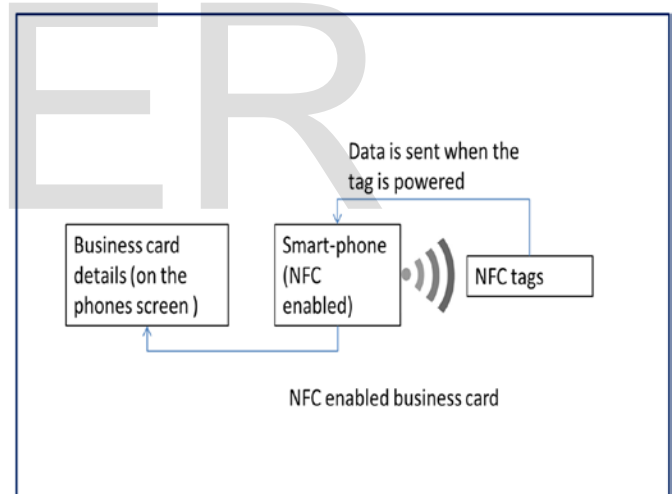 ER
Data is sent when the
tag is powered
Business card
details (on the
phones screen )
Smart-phone
(NFC
enabled)
NFC tags
NFC enabled business card